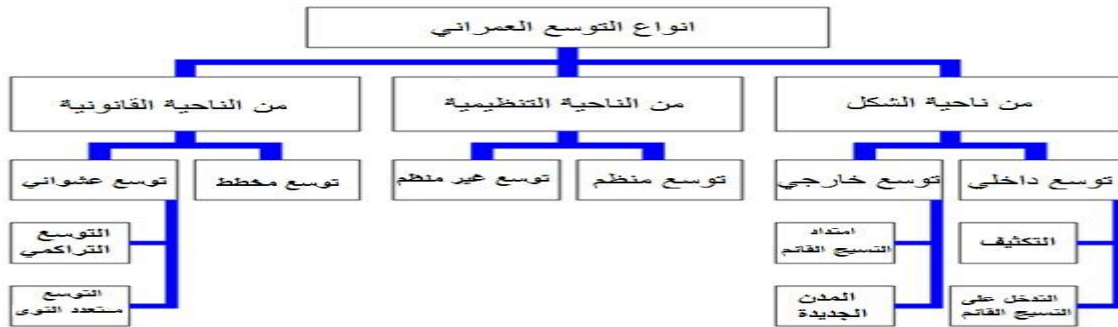 انواع التوسع العمراني
من ناحية الشكل
من الناحية التنظيمية
من الناحية القانونية
توسع داخلي
توسع خارجي
توسع منظم
توسع غير منظم
توسع مخطط
توسع عشوائي
التكثيف
امتداد
النسيج القائم
التوسع
التراكمي
التدخل على
النسيج القائم
المدن
الجديدة
التوسع
متعدد النوى